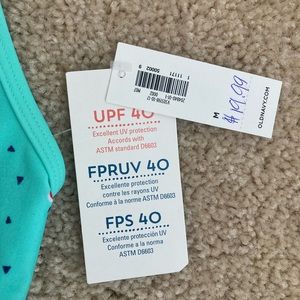 UPF 40
Excellent UV protection
Accords with
ASTM standard D6603
FPRUV 40
Excellente protection
contre les rayons UV
Conforme à la norme ASTM D6603
FPS 40
Excelente protección UV
Conforme a la norma
ASTM D6603
M
$19.99
OLDNAVY.COM